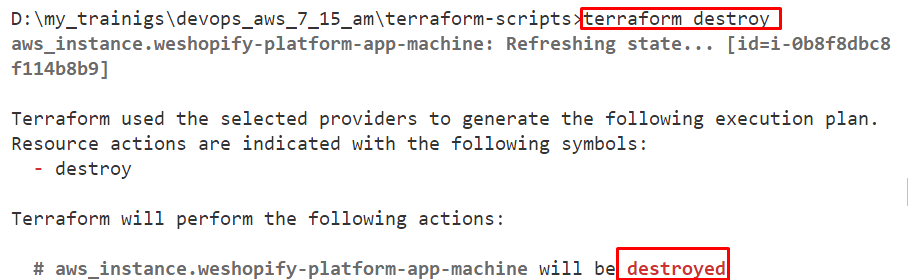 D:\my_trainigs\devops_aws_7_15_am\terraform-scripts>terraform destroy
aws_instance.weshopify-platform-app-machine: Refreshing state... [id=i-0b8f8dbc8
f114b8b9]
Terraform used the selected providers to generate the following execution plan.
Resource actions are indicated with the following symbols:
- destroy
Terraform will perform the following actions:
# aws_instance.weshopify-platform-app-machine will be destroyed